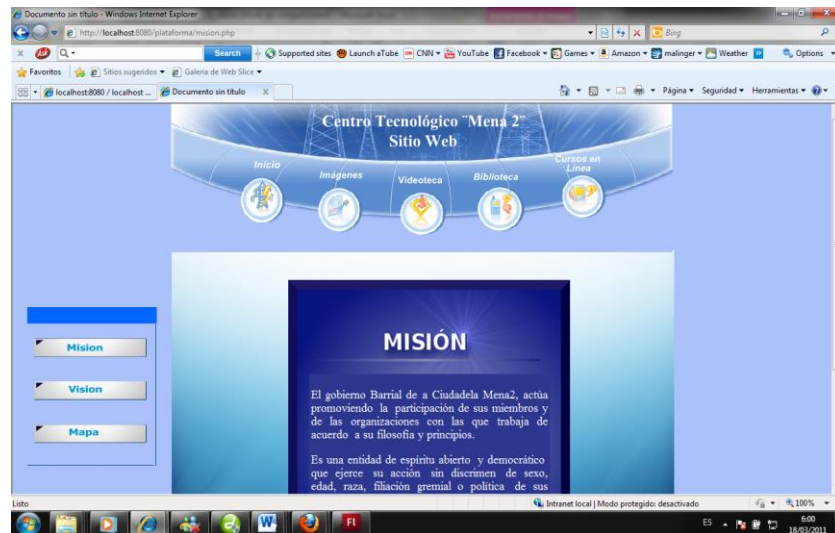 Documento sin título - Windows Internet Explorer
http://localhost:8080/plataforma/mision.php
Bing
Search Supported sites Launch aTube CNN YouTube Facebook Games Amazon malinger Weather Options
Favoritos Sitios sugeridos Galería de Web Slice
localhost:8080 / localhost ... Documento sin título X Página Seguridad Herramientas
Centro Tecnológico ¨Mena 2¨
Sitio Web
Inicio
Imágenes
Videoteca
Biblioteca
Cursos en
Línea
Mision
Vision
Mapa
MISIÓN
El gobierno Barrial de a Ciudadela Mena2, actúa
promoviendo la participación de sus miembros y
de las organizaciones con las que trabaja de
acuerdo a su filosofía y principios.
Es una entidad de espíritu abierto y democrático
que ejerce su acción sin discrimen de sexo,
edad, raza, filiación gremial o política de sus
Listo Intranet local | Modo protegido: desactivado 100%
ES 6:00
18/03/2011